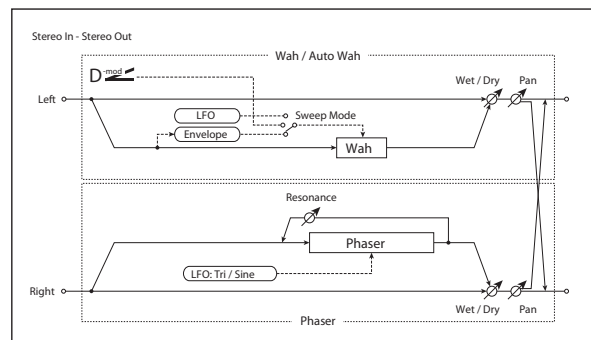 Stereo In - Stereo Out
Wah / Auto Wah
D-mod
Wet / Dry
Pan
Left
LFO
Sweep Mode
Envelope
Wah
Resonance
Phaser
LFO: Tri / Sine
Right
Wet / Dry
Pan
Phaser